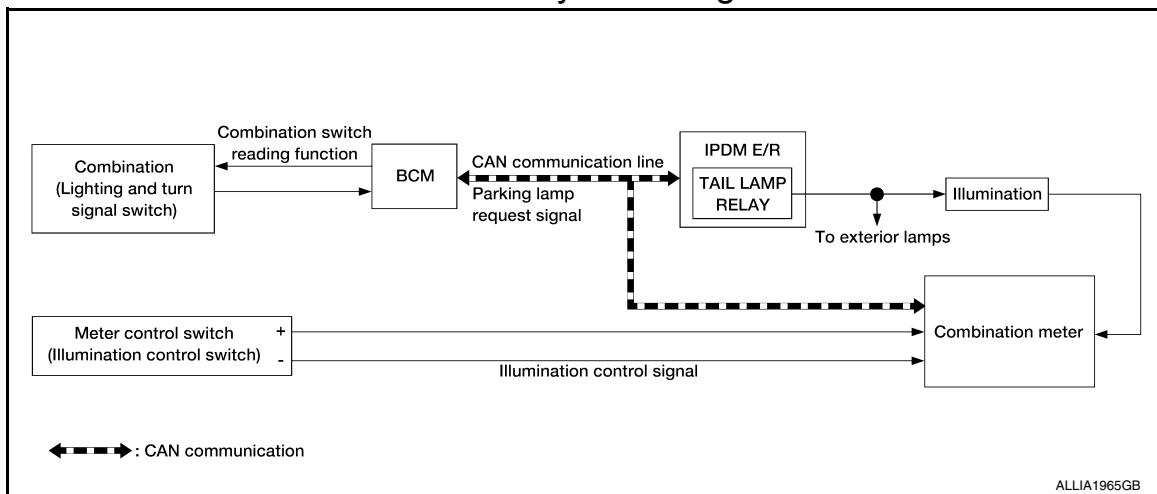 Combination switch
reading function
Combination
(Lighting and turn
signal switch)
BCM
CAN communication line
Parking lamp
request signal
IPDM E/R
TAIL LAMP
RELAY
Illumination
To exterior lamps
Meter control switch
(Illumination control switch)
+
-
Illumination control signal
Combination meter
: CAN communication
ALLIA1965GB